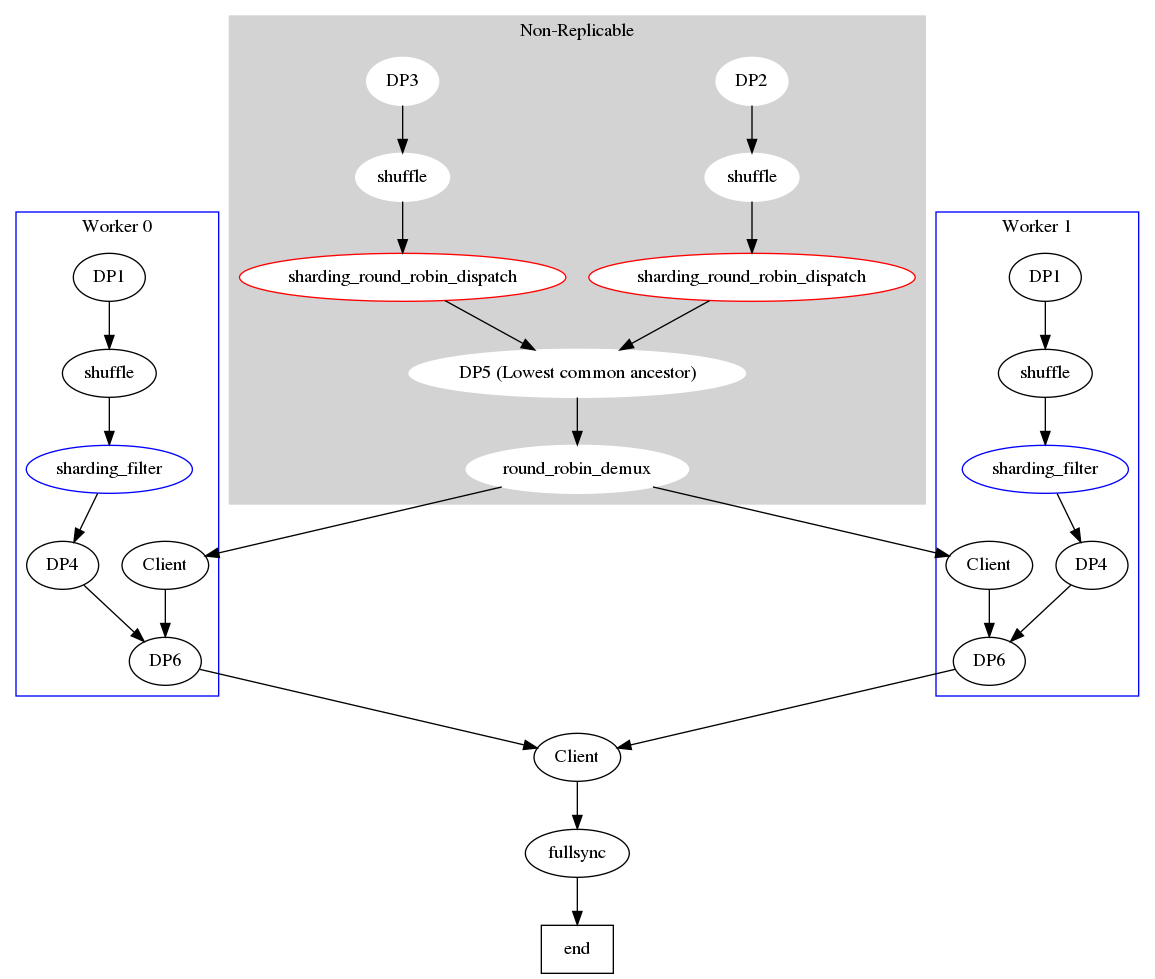 Non-Replicable
DP3
DP2
shuffle
shuffle
Worker 0
Worker 1
DP1
sharding_round_robin_dispatch
sharding_round_robin_dispatch
DP1
shuffle
DP5 (Lowest common ancestor)
shuffle
sharding_filter
round_robin_demux
sharding_filter
DP4
Client
Client
DP4
DP6
DP6
Client
fullsync
end